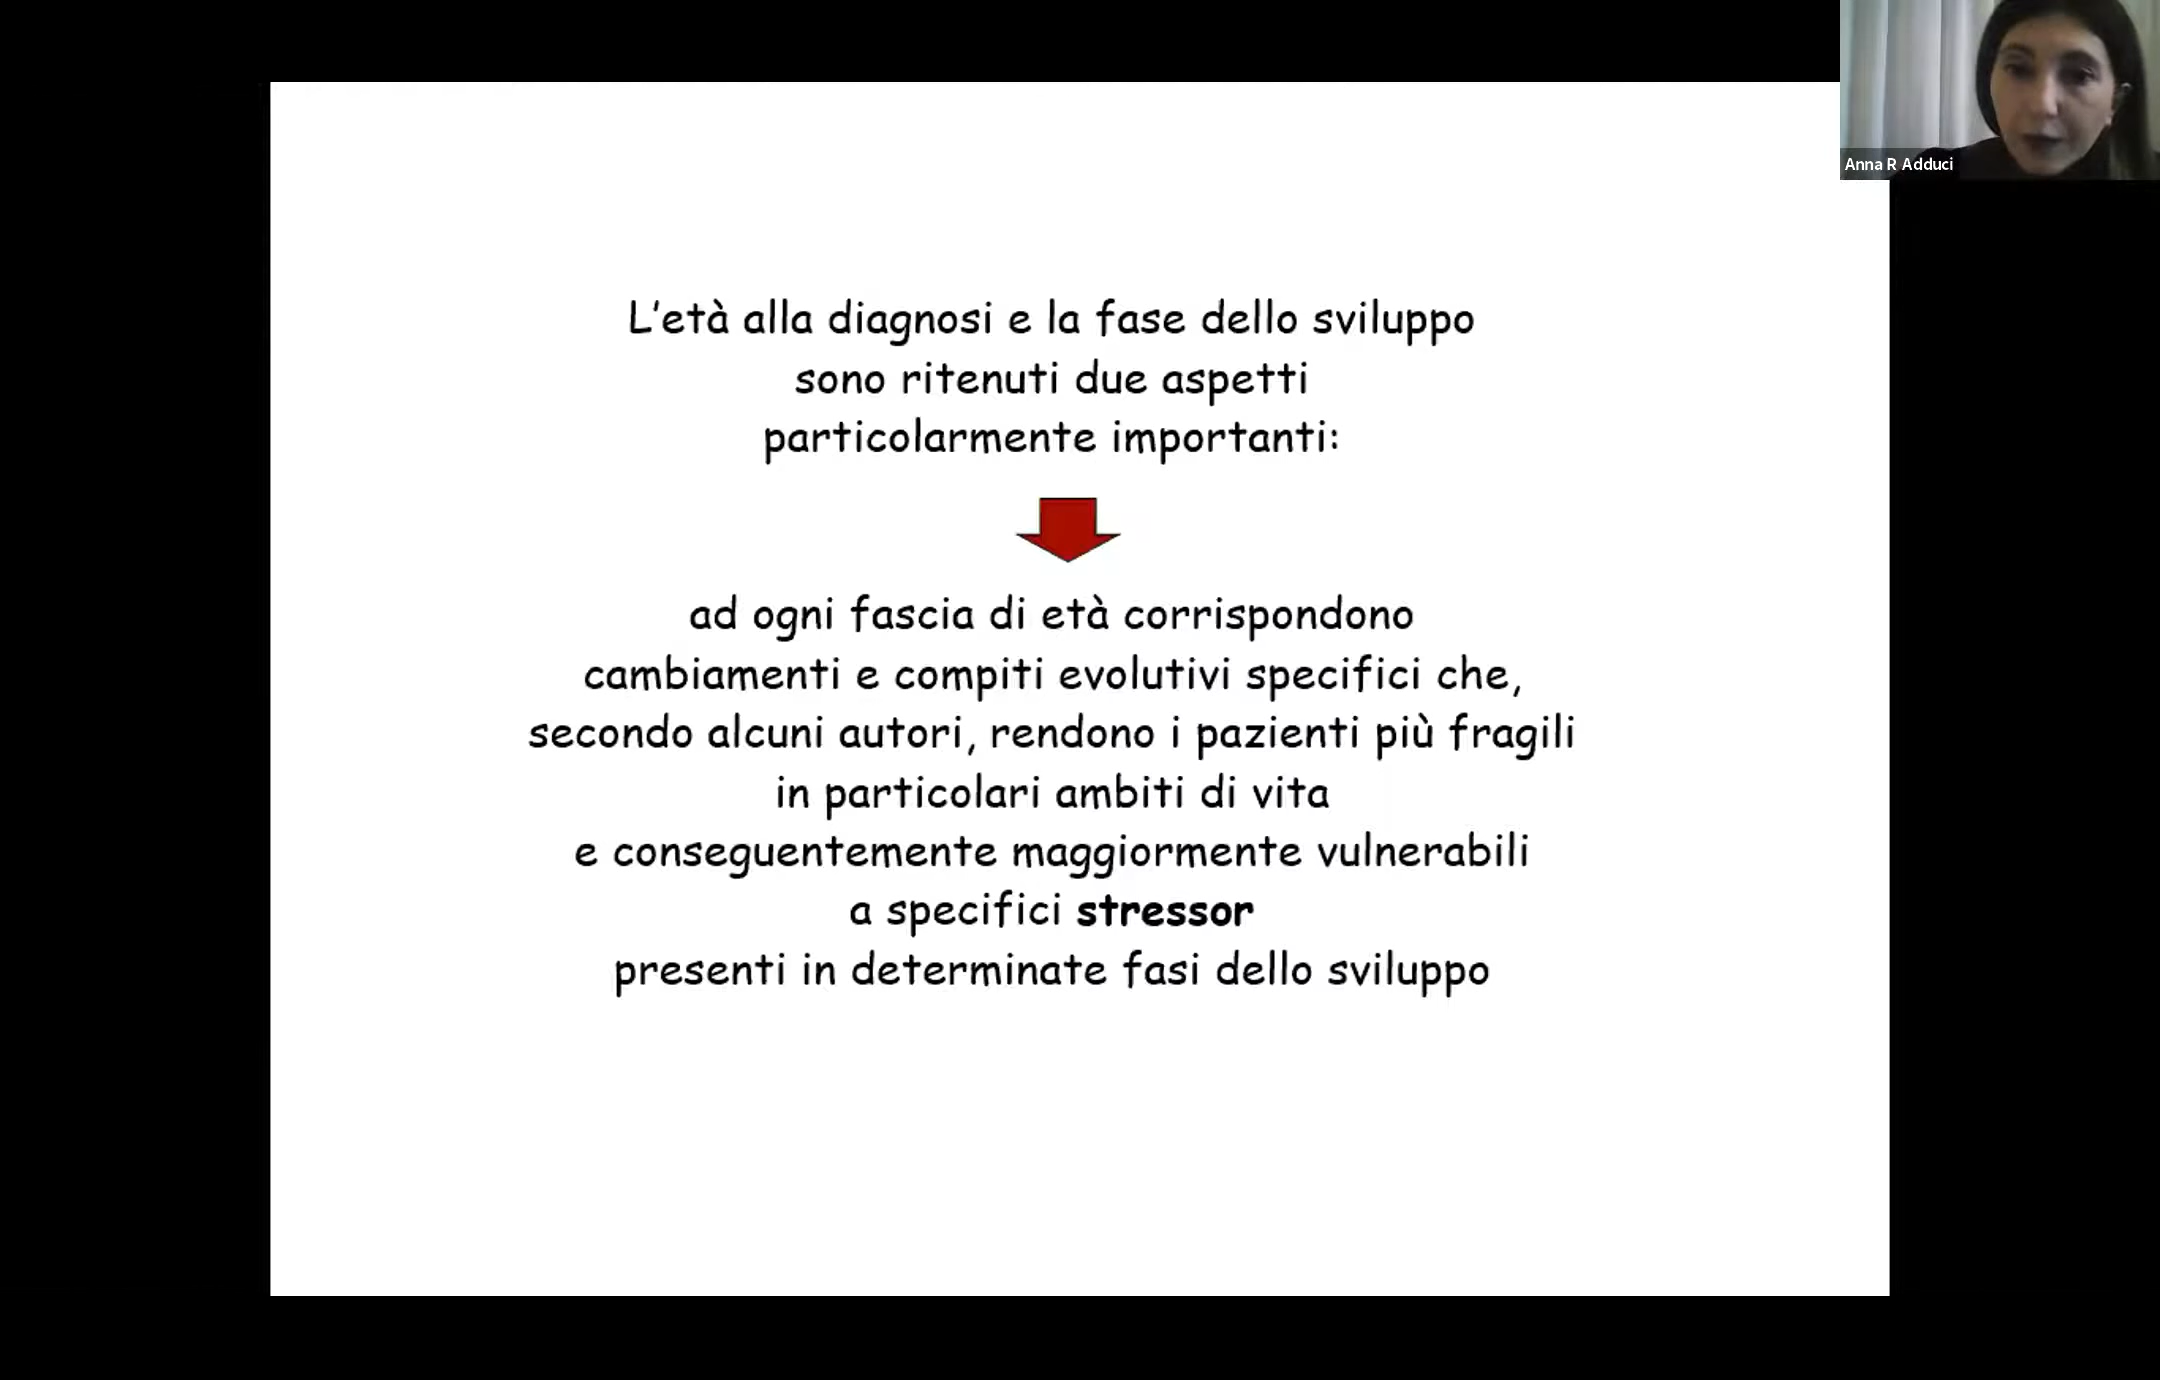 Anna R Adduci
L’età alla diagnosi e la fase dello sviluppo
sono ritenuti due aspetti
particolarmente importanti:
ad ogni fascia di età corrispondono
cambiamenti e compiti evolutivi specifici che,
secondo alcuni autori, rendono i pazienti più fragili
in particolari ambiti di vita
e conseguentemente maggiormente vulnerabili
a specifici stressor
presenti in determinate fasi dello sviluppo